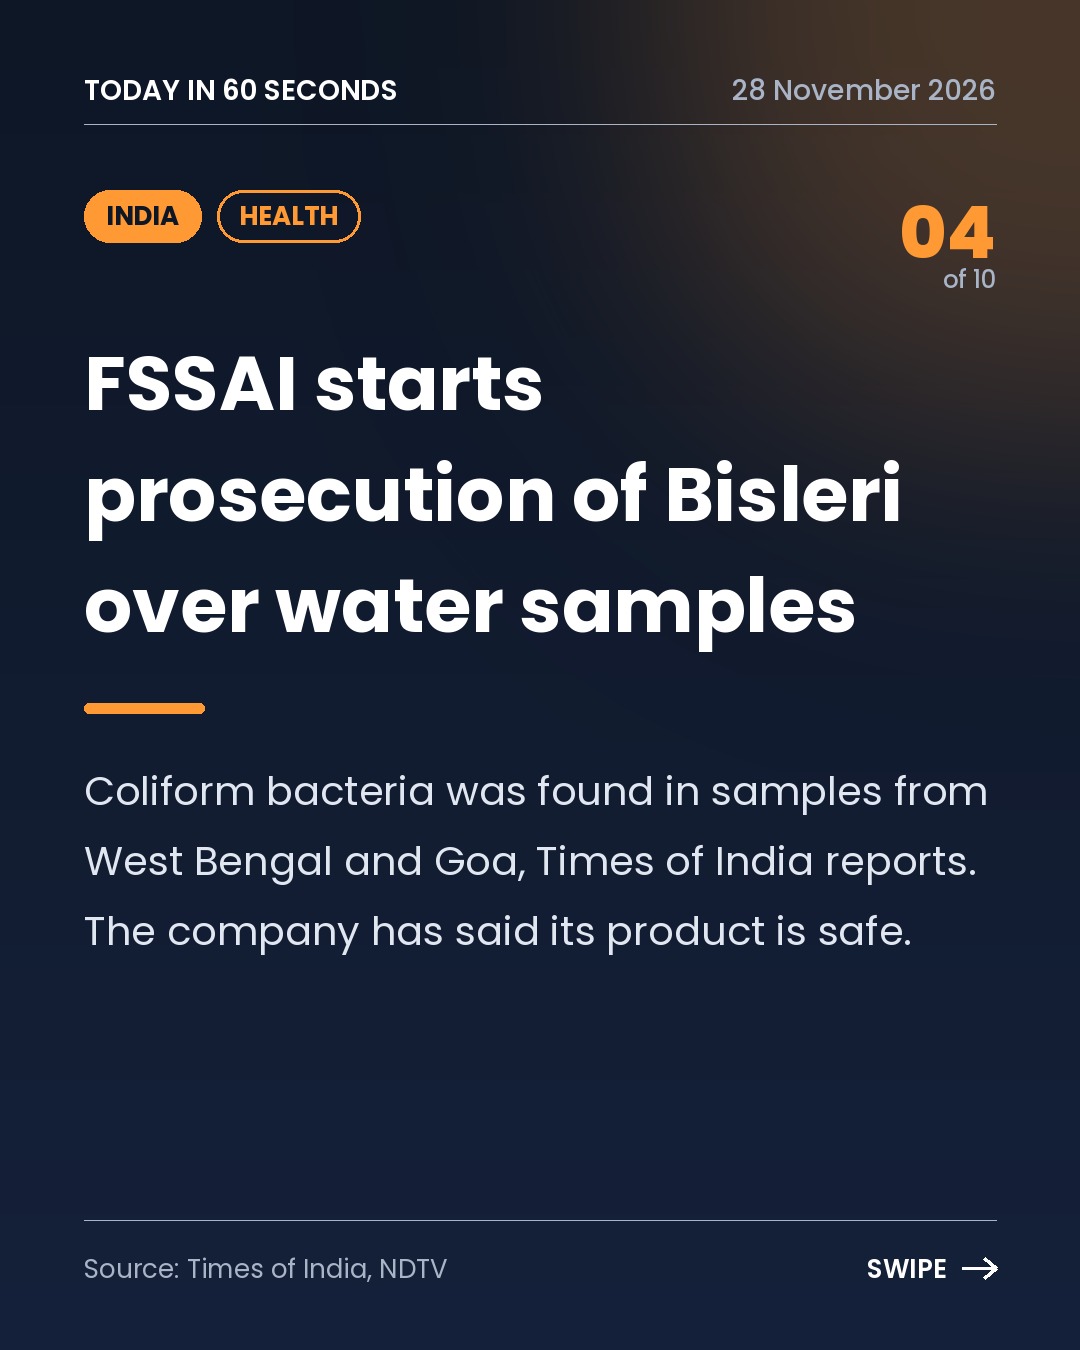 TODAY IN 60 SECONDS
28 November 2026
INDIA
HEALTH
04
of 10
FSSAI starts
prosecution of Bisleri
over water samples
Coliform bacteria was found in samples from
West Bengal and Goa, Times of India reports.
The company has said its product is safe.
Source: Times of India, NDTV
SWIPE